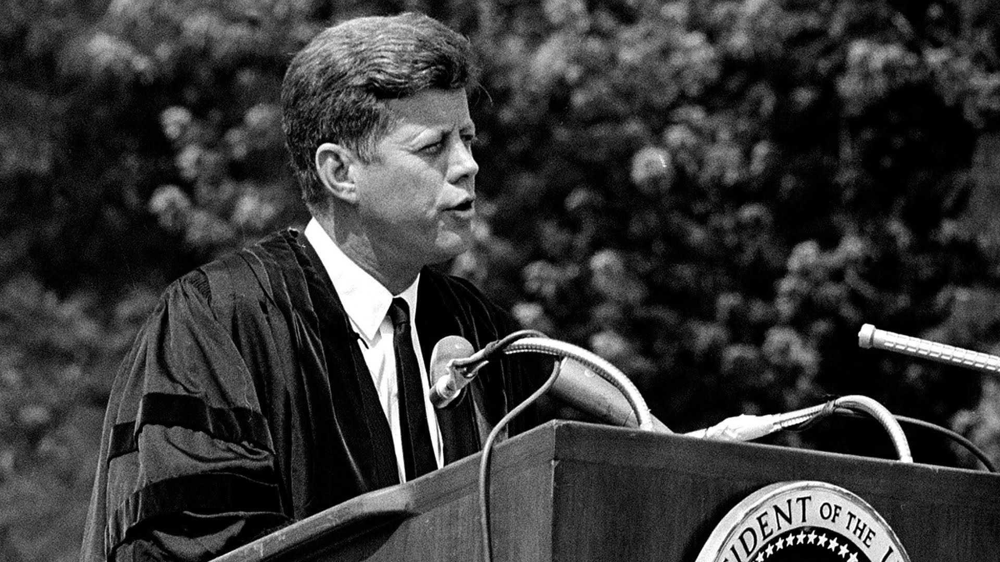 IDENT OF THE U